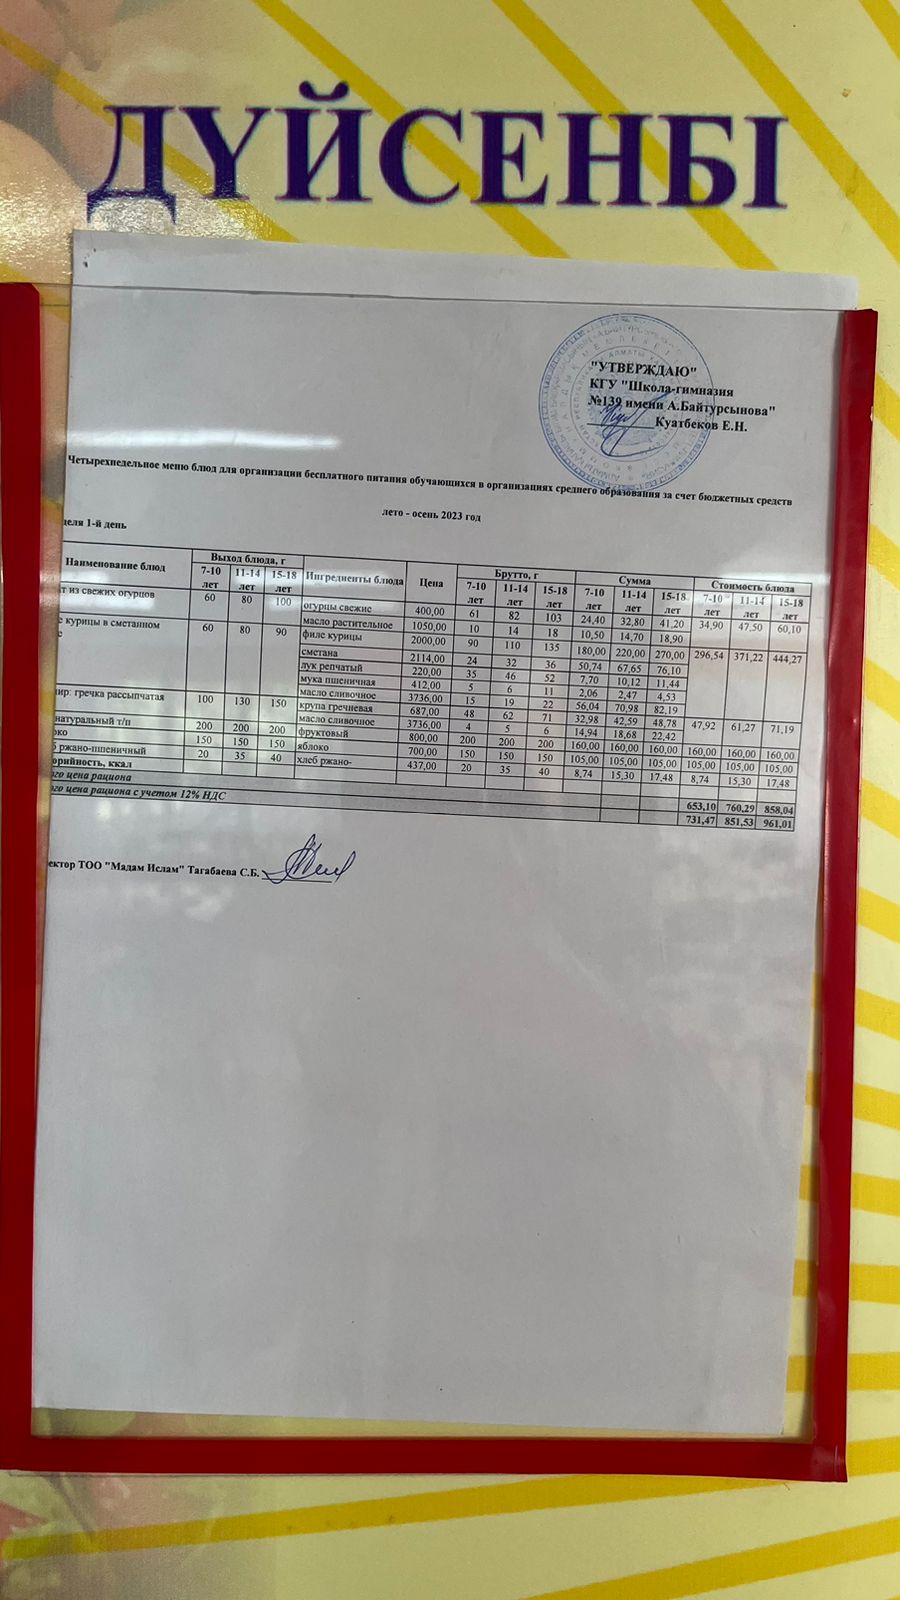 ДҮЙСЕНБІ
"УТВЕРЖДАЮ"
КГУ "Школа-гимназия
№139 имени А.Байтурсынова"
Куатбеков Е.Н.
Четырехнедельное меню блюд для организации бесплатного питания обучающихся в организациях среднего образования за счет бюджетных средств
лето - осень 2023 год
деля 1-й день
Наименование блюд Выход блюда, г Ингредиенты блюда Цена Брутто, г Сумма Стоимость блюда
7-10 лет 11-14 лет 15-18 лет 7-10 лет 11-14 лет 15-18 лет 7-10 лет 11-14 лет 15-18 лет 7-10 лет 11-14 лет 15-18 лет
ат из свежих огурцов 60 80 100 огурцы свежие 400,00 61 82 103 24,40 32,80 41,20 34,90 47,50 60,10
масло растительное 1050,00 10 14 18 10,50 14,70 18,90
е курицы в сметанном 60 80 90 филе курицы 2000,00 90 110 135 180,00 220,00 270,00 296,54 371,22 444,27
сметана 2114,00 24 32 36 50,74 67,65 76,10
лук репчатый 220,00 35 46 52 7,70 10,12 11,44
мука пшеничная 412,00 5 6 11 2,06 2,47 4,53
масло сливочное 3736,00 15 19 22 56,04 70,98 82,19
нир: гречка рассыпчатая 100 130 150 крупа гречневая 687,00 48 62 71 32,98 42,59 48,78 47,92 61,27 71,19
масло сливочное 3736,00 4 5 6 14,94 18,68 22,42
натуральный т/п 200 200 200 фруктовый 800,00 200 200 200 160,00 160,00 160,00 160,00 160,00 160,00
око 150 150 150 яблоко 700,00 150 150 150 105,00 105,00 105,00 105,00 105,00 105,00
б ржано-пшеничный 20 35 40 хлеб ржано- 437,00 20 35 40 8,74 15,30 17,48 8,74 15,30 17,48
орийность, ккал
ого цена рациона 653,10 760,29 858,04
ого цена рациона с учетом 12% НДС 731,47 851,53 961,01
ектор ТОО "Мадам Ислам" Тагабаева С.Б.